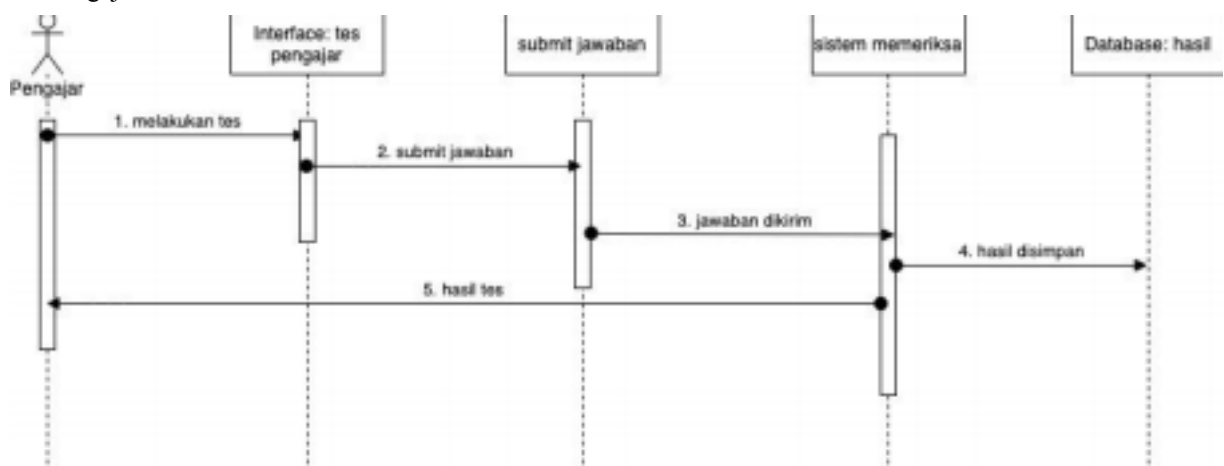 Interface: tes
pengajar
submit jawaban
sistem memeriksa
Database: hasil
Pengajar
1. melakukan tes
2. submit jawaban
3. jawaban dikirim
4. hasil disimpan
5. hasil tes